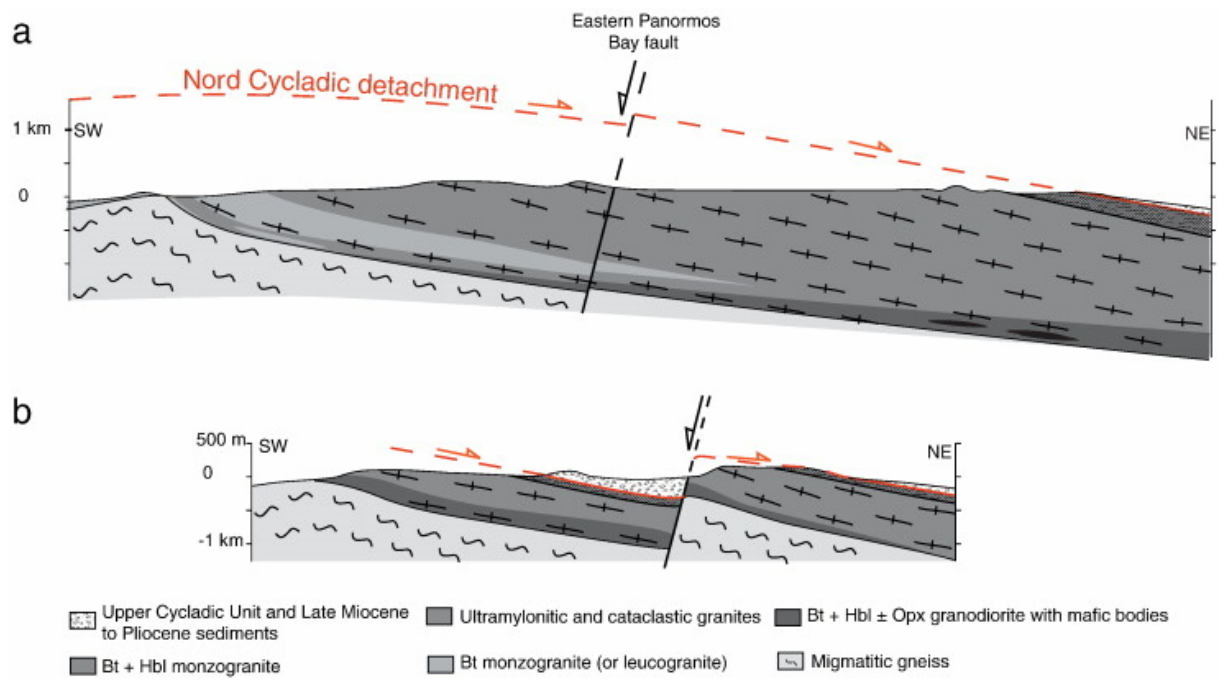 a
Eastern Panormos
Bay fault
Nord Cycladic detachment
1 km
SW
NE
0
b
500 m
SW
NE
0
-1 km
Upper Cycladic Unit and Late Miocene
to Pliocene sediments
Ultramylonitic and cataclastic granites
Bt + Hbl ± Opx granodiorite with mafic bodies
Bt + Hbl monzogranite
Bt monzogranite (or leucogranite)
Migmatitic gneiss